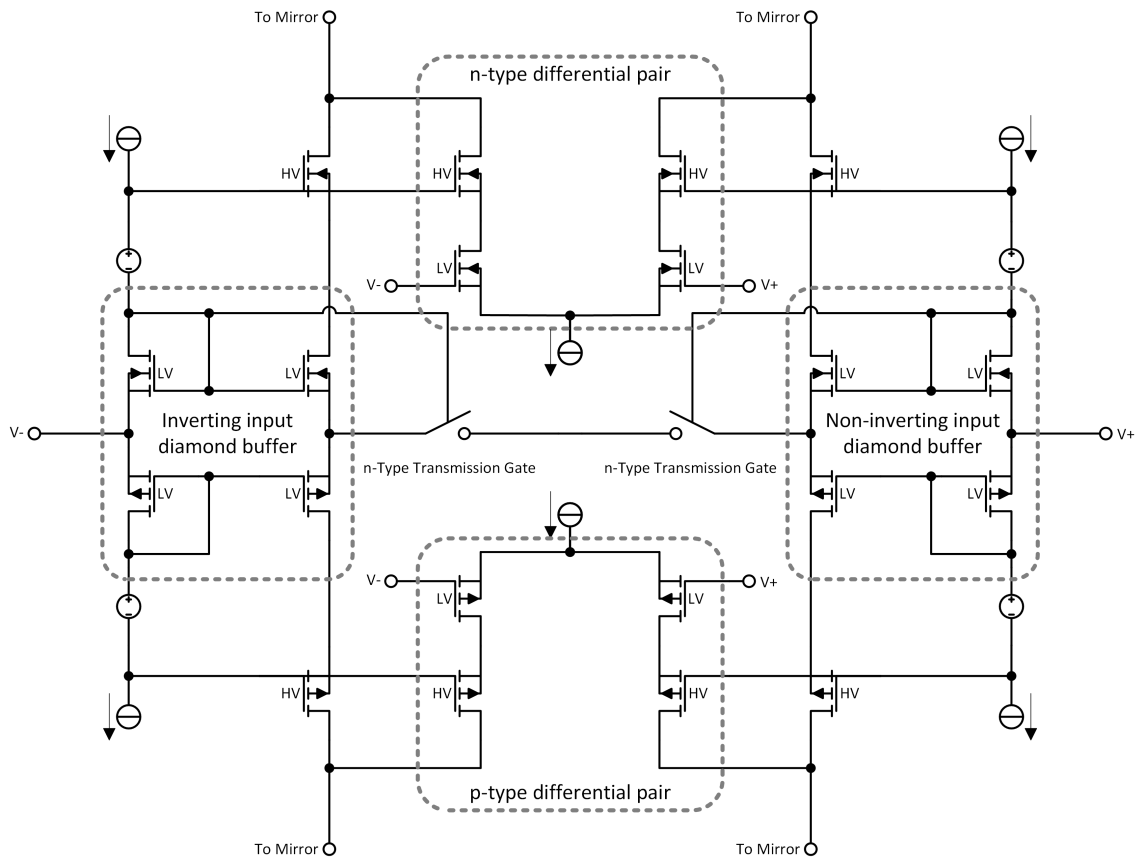 To Mirror
To Mirror
n-type differential pair
HV
HV
HV
HV
+
-
LV
LV
+
-
V-
V+
LV
LV
LV
LV
V-
Inverting input
diamond buffer
Non-inverting input
diamond buffer
V+
n-Type Transmission Gate
n-Type Transmission Gate
LV
LV
LV
LV
V-
V+
LV
LV
+
-
+
-
HV
HV
HV
HV
p-type differential pair
To Mirror
To Mirror